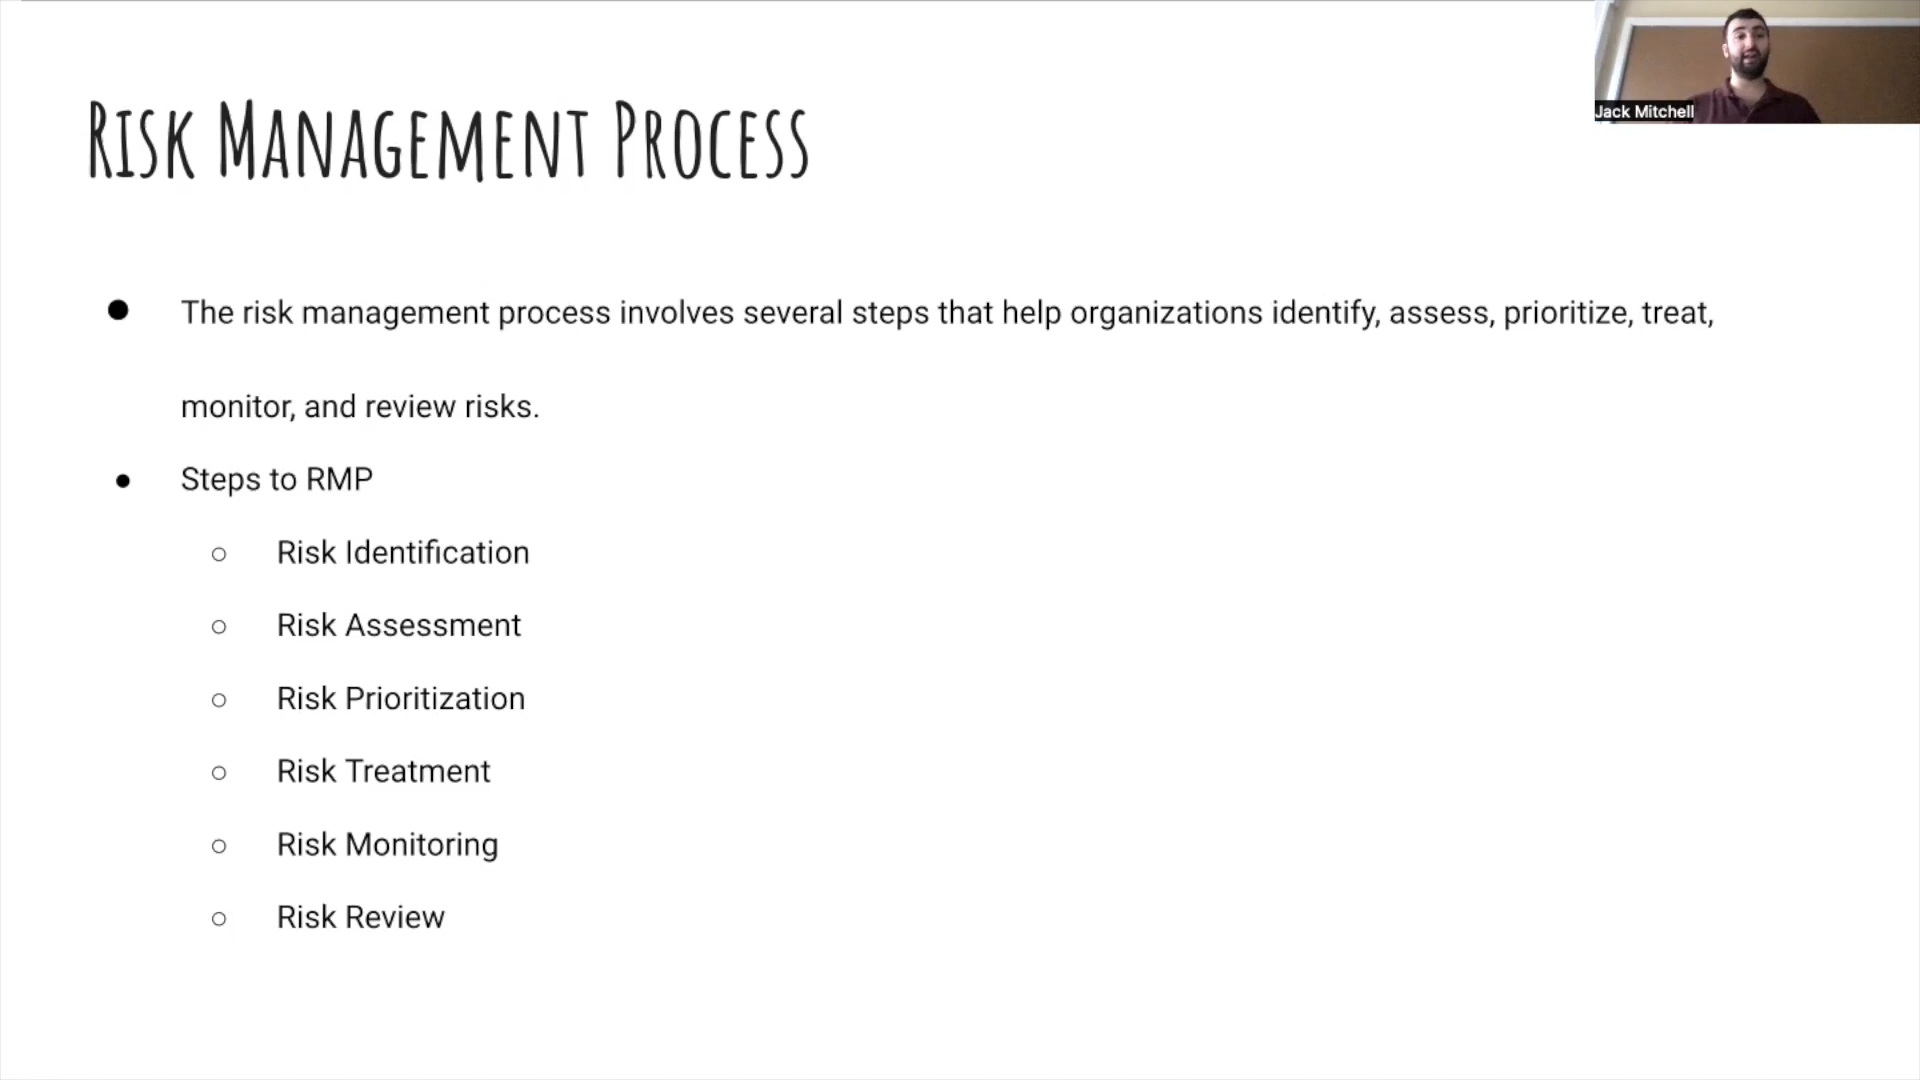 Jack Mitchell
Risk Management Process
● The risk management process involves several steps that help organizations identify, assess, prioritize, treat,
monitor, and review risks.
● Steps to RMP
○ Risk Identification
○ Risk Assessment
○ Risk Prioritization
○ Risk Treatment
○ Risk Monitoring
○ Risk Review